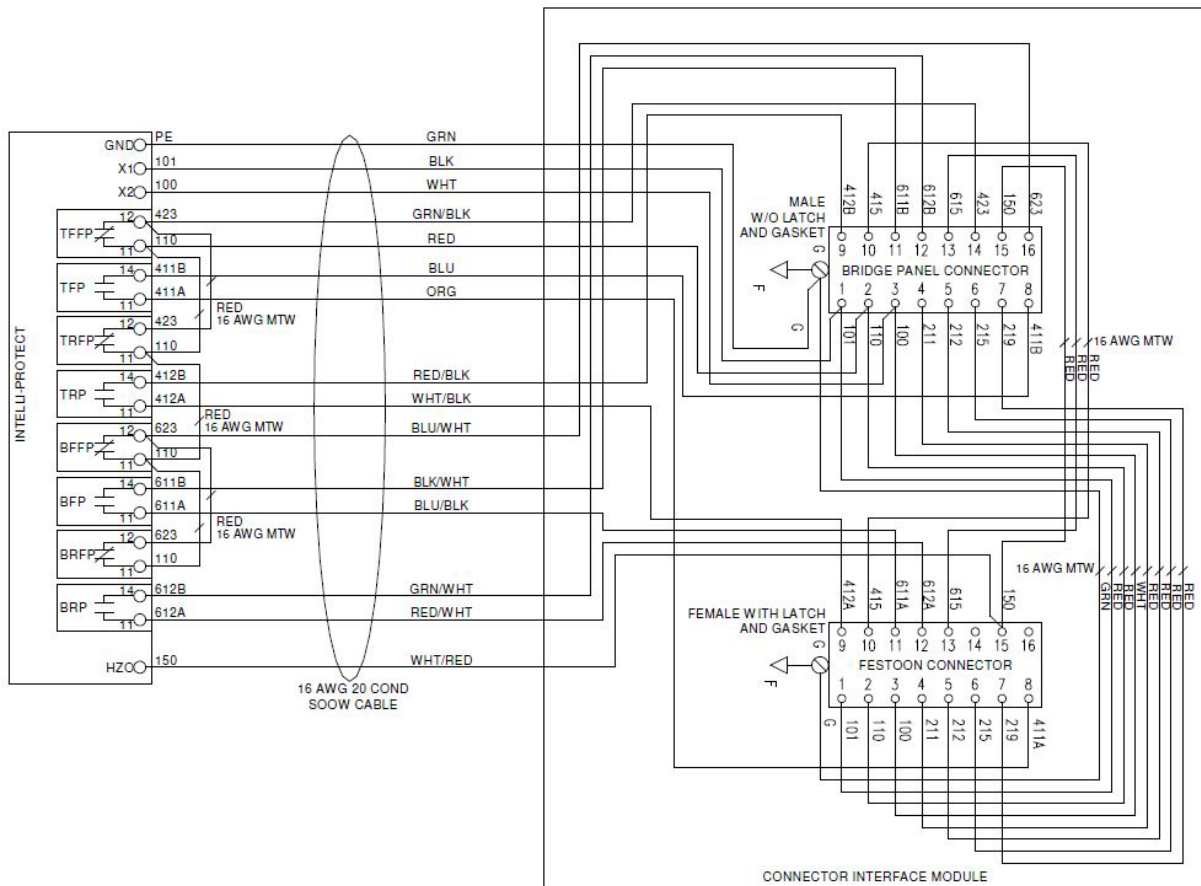 INTELLI-PROTECT
GND PE GRN
X1 101 BLK
X2 100 WHT
TFFP 12 423 GRN/BLK
11 110 RED
TFP 14 411B BLU
11 411A ORG
RED
16 AWG MTW
TRFP 12 423
11 110
TRP 14 412B RED/BLK
11 412A WHT/BLK
RED
16 AWG MTW
BFFP 12 623 BLU/WHT
11 110
BFP 14 611B BLK/WHT
11 611A BLU/BLK
RED
16 AWG MTW
BRFP 12 623
11 110
BRP 14 612B GRN/WHT
11 612A RED/WHT
HZO 150 WHT/RED
16 AWG 20 COND
SOOW CABLE
MALE
W/O LATCH
AND GASKET
412B 415 611B 612B 615 423 150 623
G 9 10 11 12 13 14 15 16
BRIDGE PANEL CONNECTOR
F
1 2 3 4 5 6 7 8
G 101 110 100 211 212 215 219 411B
16 AWG MTW
RED RED RED
16 AWG MTW
GRN RED RED RED WHT RED RED RED RED
FEMALE WITH LATCH
AND GASKET
412A 415 611A 612A 615 150
G 9 10 11 12 13 14 15 16
FESTOON CONNECTOR
F
1 2 3 4 5 6 7 8
G 101 110 100 211 212 215 219 411A
CONNECTOR INTERFACE MODULE